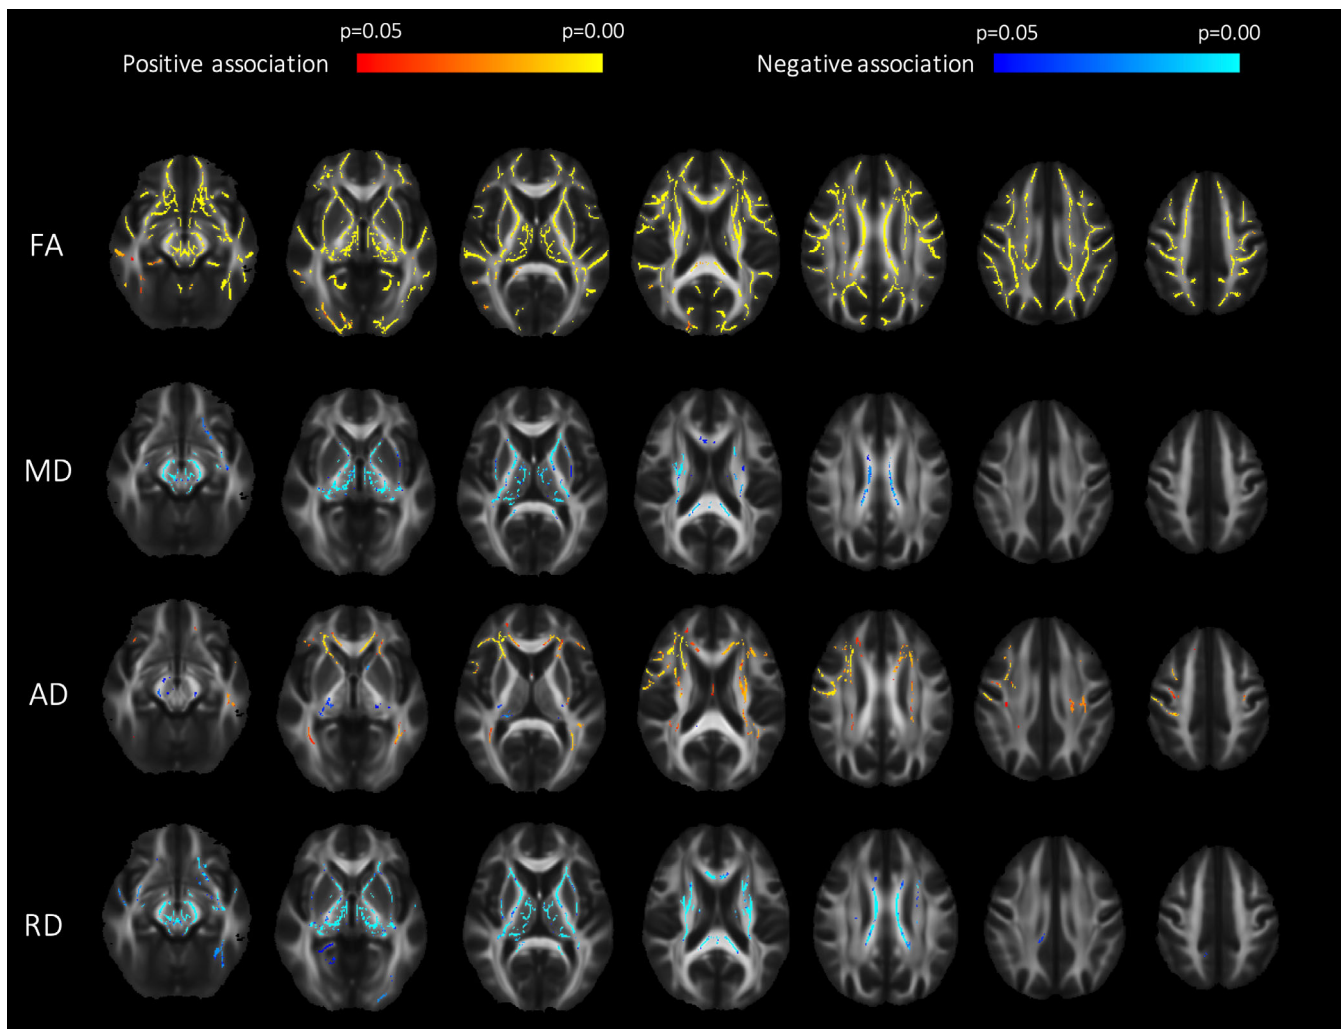 p=0.05 p=0.00 p=0.05 p=0.00
Positive association Negative association
FA
MD
AD
RD